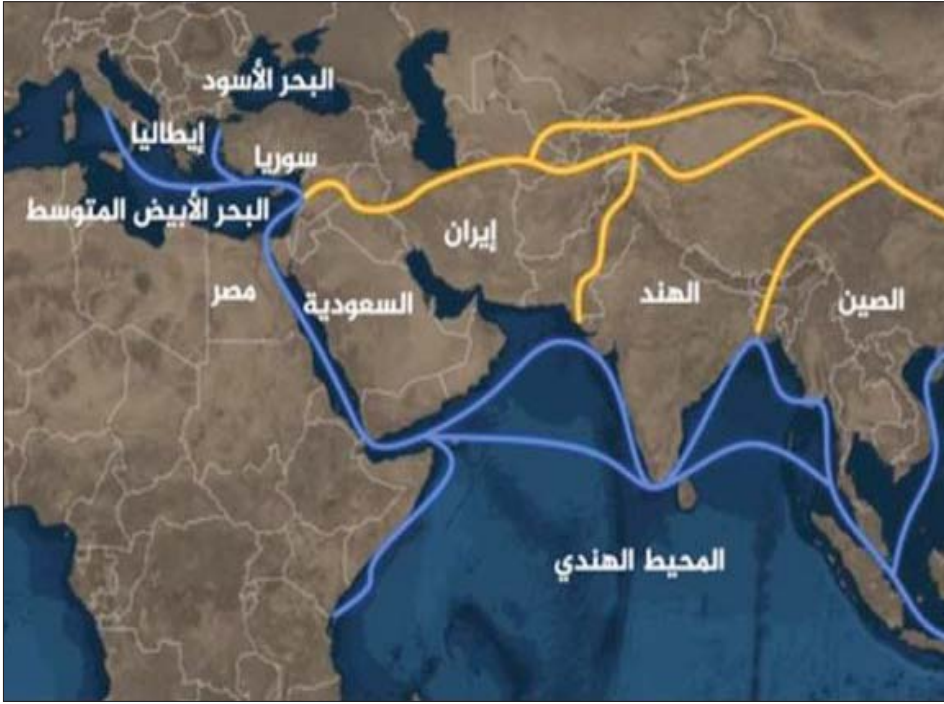 البحر الأسود
إيطاليا
سوريا
البحر الأبيض المتوسط
إيران
مصر
السعودية
الهند
الصين
المحيط الهندي